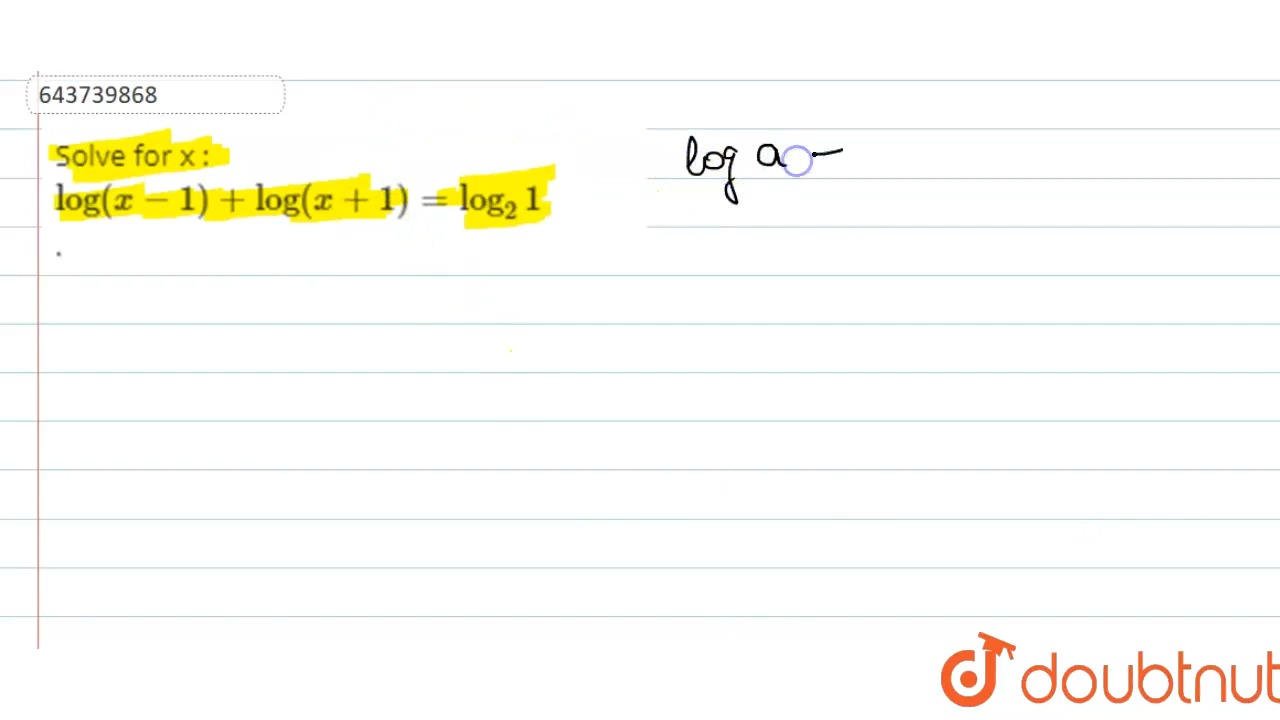 643739868
Solve for x :
log(x − 1) + log(x + 1) = log₂ 1
.
log a –
doubtnut